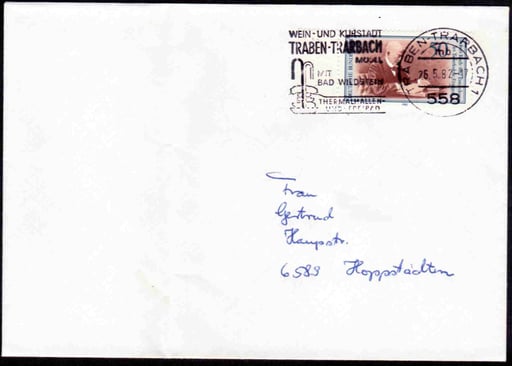 WEIN- UND KURSTADT
TRABEN-TRARBACH
MOSEL
MIT
BAD WILDSTEIN
THERMALHALLEN-
UND FREIBAD
TRABEN-TRARBACH 1
26.5.82
558
Frau
Gertrud
Haupstr.
6589 Hoppstädten